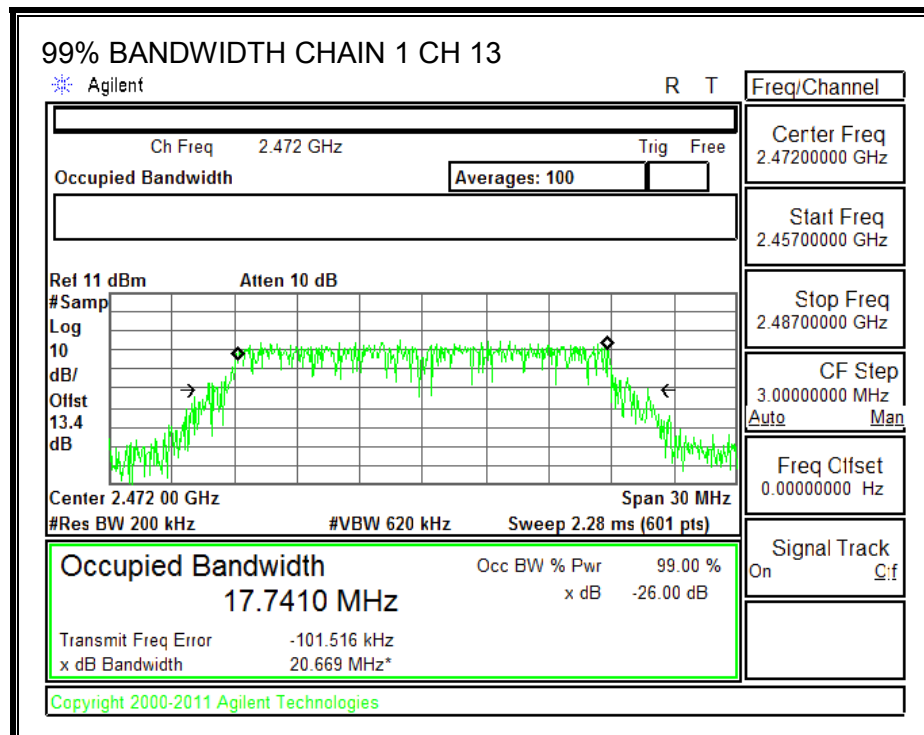 99% BANDWIDTH CHAIN 1 CH 13
Agilent R T
Ch Freq 2.472 GHz Trig Free
Occupied Bandwidth Averages: 100
Ref 11 dBm Atten 10 dB
#Samp
Log
10
dB/
Offst
13.4
dB
Center 2.472 00 GHz Span 30 MHz
#Res BW 200 kHz #VBW 620 kHz Sweep 2.28 ms (601 pts)
Occupied Bandwidth Occ BW % Pwr 99.00 %
17.7410 MHz x dB -26.00 dB
Transmit Freq Error -101.516 kHz
x dB Bandwidth 20.669 MHz*
Copyright 2000-2011 Agilent Technologies
Freq/Channel
Center Freq
2.47200000 GHz
Start Freq
2.45700000 GHz
Stop Freq
2.48700000 GHz
CF Step
3.00000000 MHz
Auto Man
Freq Offset
0.00000000 Hz
Signal Track
On Off